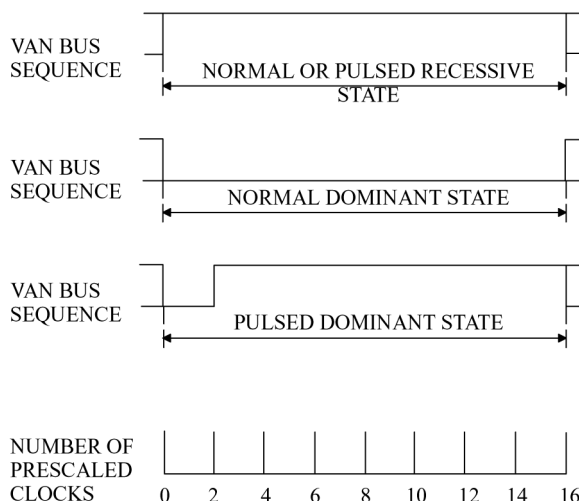 VAN BUS
SEQUENCE
NORMAL OR PULSED RECESSIVE
STATE
VAN BUS
SEQUENCE
NORMAL DOMINANT STATE
VAN BUS
SEQUENCE
PULSED DOMINANT STATE
NUMBER OF
PRESCALED
CLOCKS
0 2 4 6 8 10 12 14 16